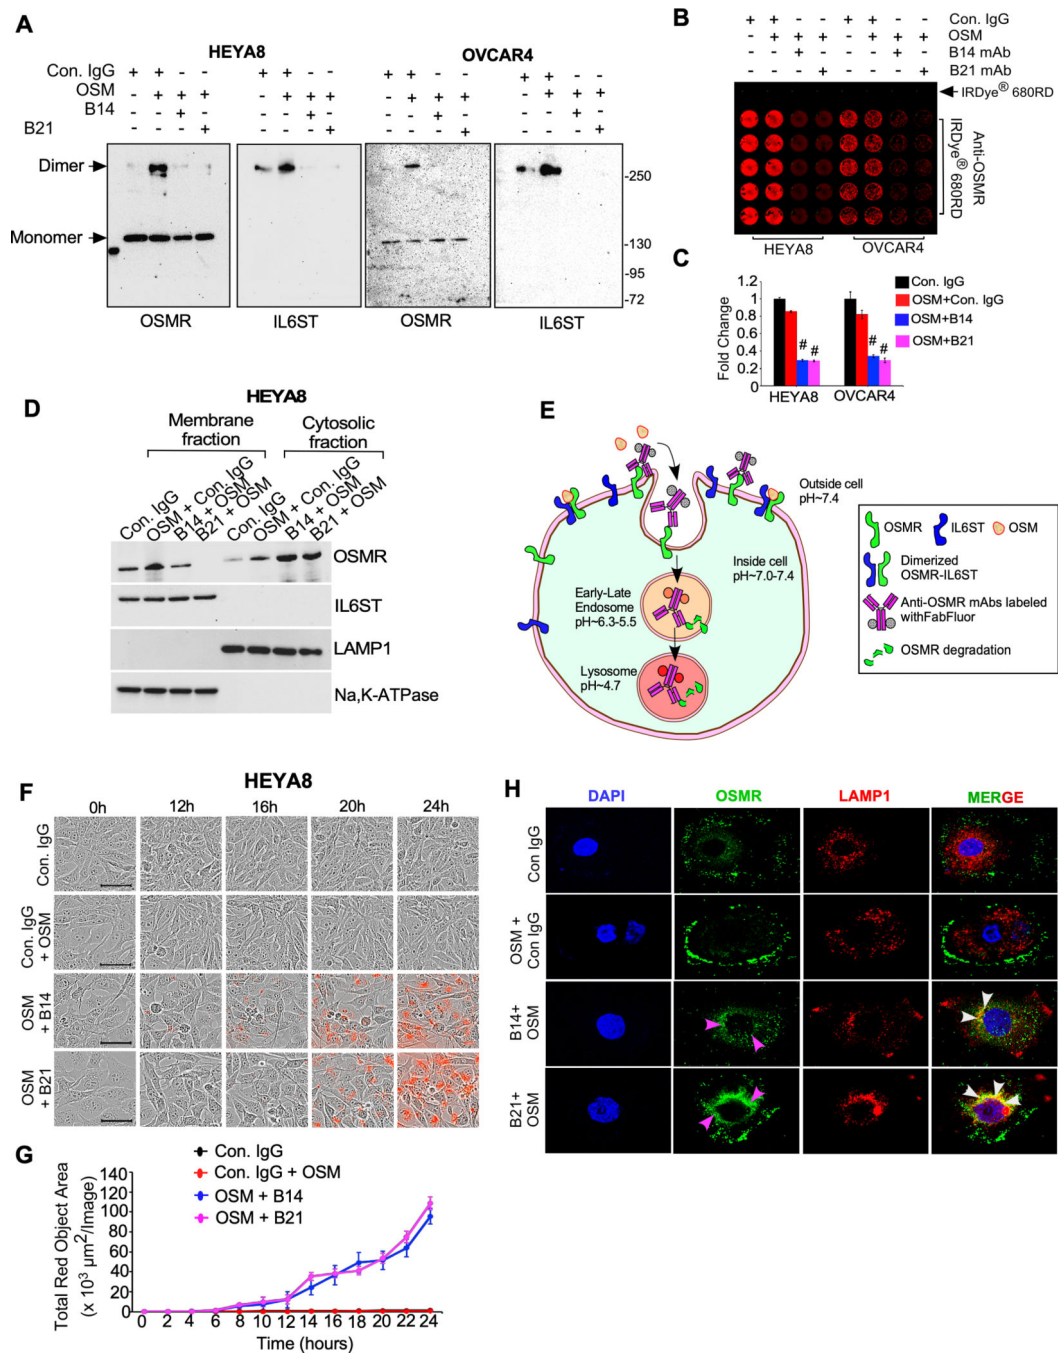 A
HEYA8
OVCAR4
Con. IgG + + - - + + - - + + - - + + - -
OSM - + + + - + + + - + + + - + + +
B14 - - + - - - + - - - + - - - + -
B21 - - - + - - - + - - - + - - - +
Dimer
Monomer
-250
-130
-95
-72
OSMR
IL6ST
OSMR
IL6ST
B
+ + - - + + - - Con. IgG
- + + + - + + + OSM
- - + - - - + - B14 mAb
- - - + - - - + B21 mAb
IRDye® 680RD
Anti-OSMR
IRDye® 680RD
HEYA8
OVCAR4
C
Fold Change
1.2
1
0.8
0.6
0.4
0.2
0
# #
# #
HEYA8
OVCAR4
Con. IgG
OSM+Con. IgG
OSM+B14
OSM+B21
D
HEYA8
Membrane fraction
Cytosolic fraction
Con. IgG
OSM + Con. IgG
B14 + OSM
B21 + OSM
Con. IgG
OSM + Con. IgG
B14 + OSM
B21 + OSM
OSMR
IL6ST
LAMP1
Na,K-ATPase
E
Outside cell
pH~7.4
Inside cell
pH~7.0-7.4
Early-Late
Endosome
pH~6.3-5.5
Lysosome
pH~4.7
OSMR
IL6ST
OSM
Dimerized
OSMR-IL6ST
Anti-OSMR mAbs labeled
withFabFluor
OSMR degradation
F
HEYA8
0h
12h
16h
20h
24h
Con. IgG
Con. IgG
+ OSM
OSM
+ B14
OSM
+ B21
G
Con. IgG
Con. IgG + OSM
OSM + B14
OSM + B21
Total Red Object Area
(x 10³ µm²/Image)
140
120
100
80
60
40
20
0
0 2 4 6 8 10 12 14 16 18 20 22 24
Time (hours)
H
DAPI
OSMR
LAMP1
MERGE
Con IgG
OSM +
Con IgG
B14+
OSM
B21+
OSM